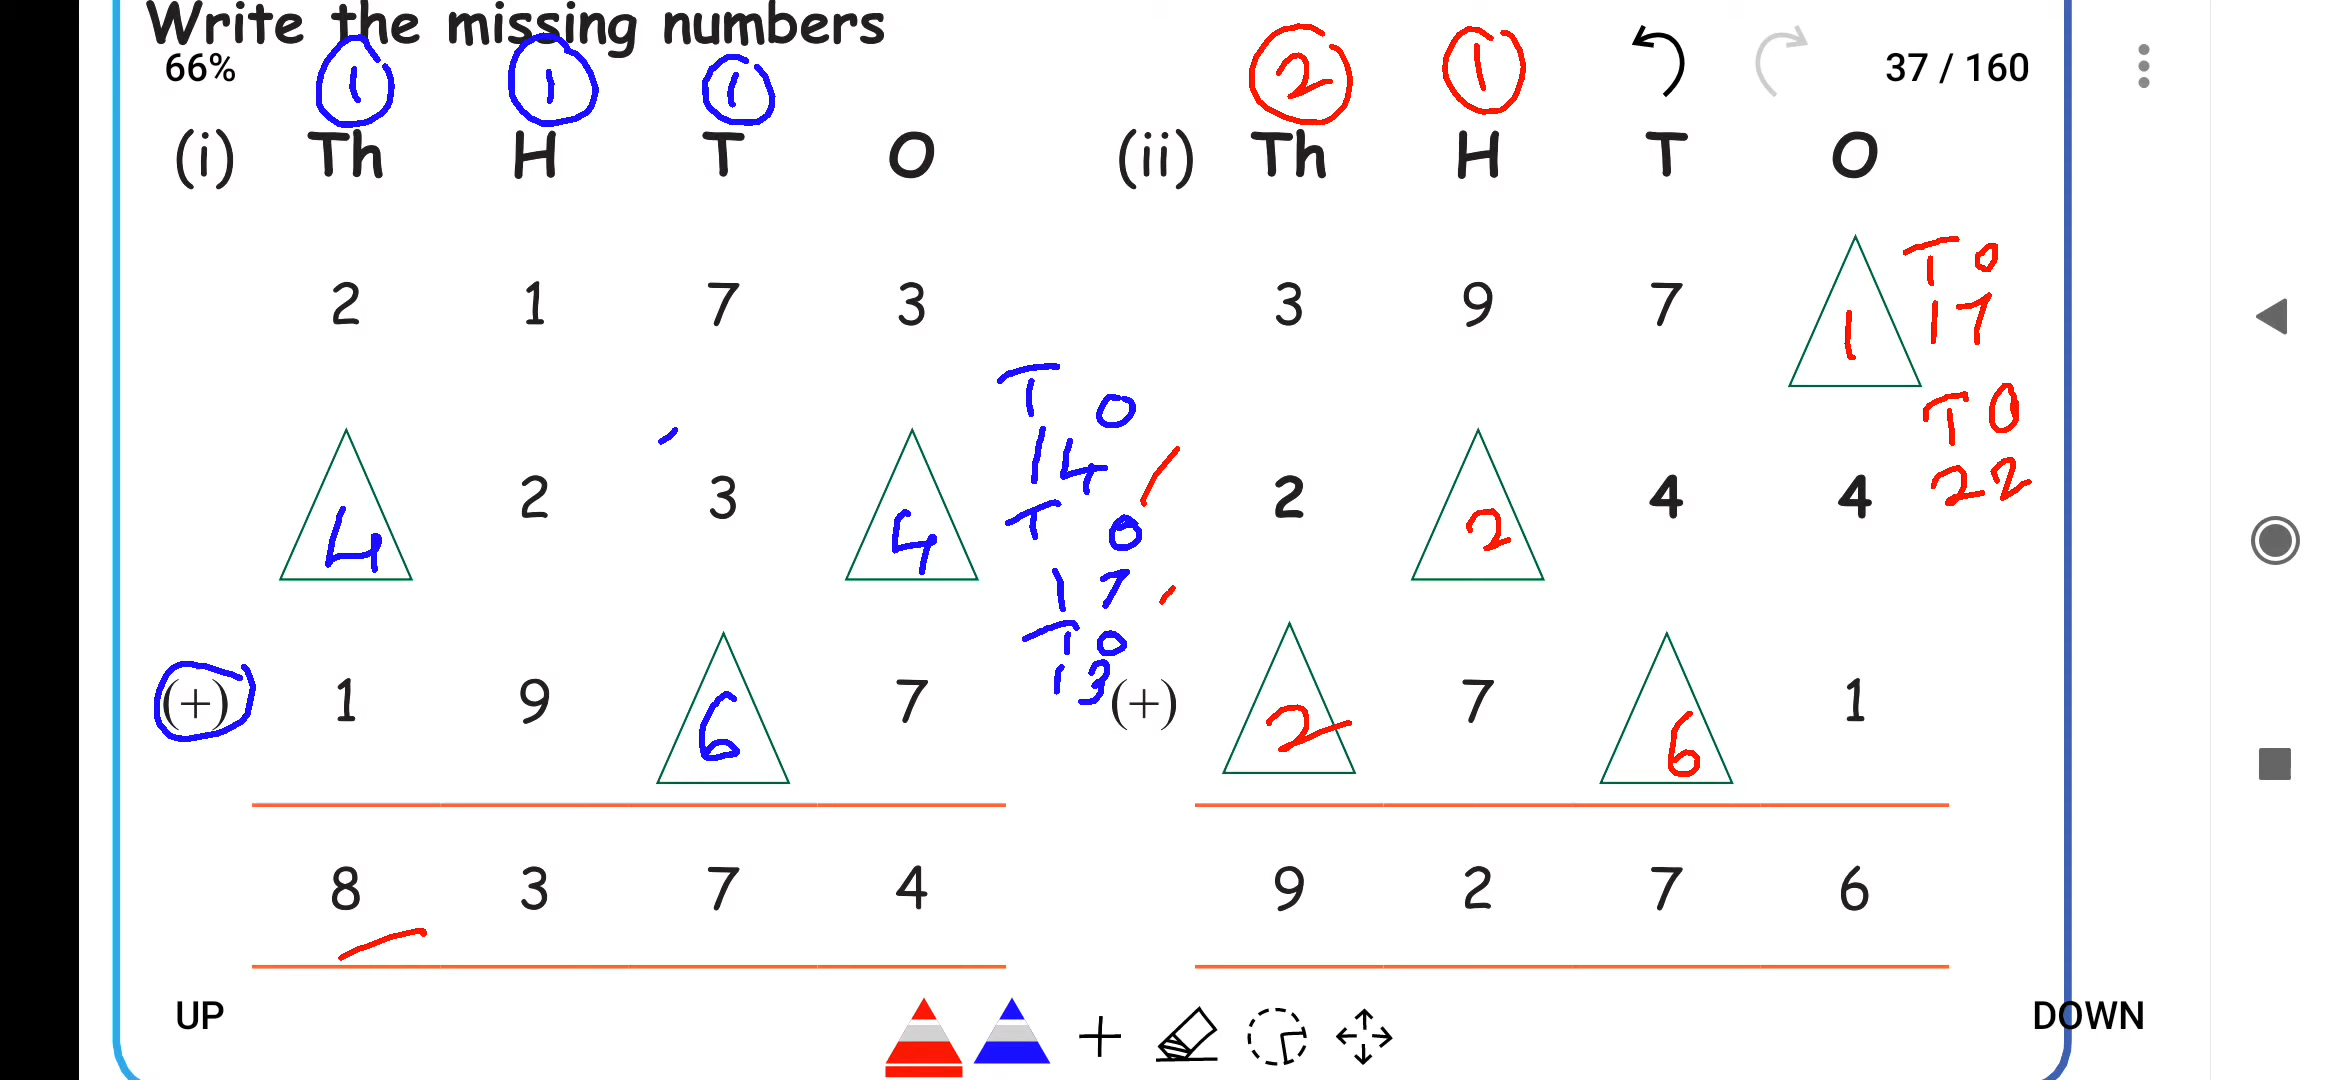 Write the missing numbers
66% 1 1 1 2 1 37 / 160
(i) Th H T O (ii) Th H T O
2 1 7 3 3 9 7 1 T O
17
T O T O
14 22
4 2 3 4 2 2 4 4
T O
17
T O
13
(+) 1 9 6 7 (+) 2 7 6 1
8 3 7 4 9 2 7 6
UP DOWN